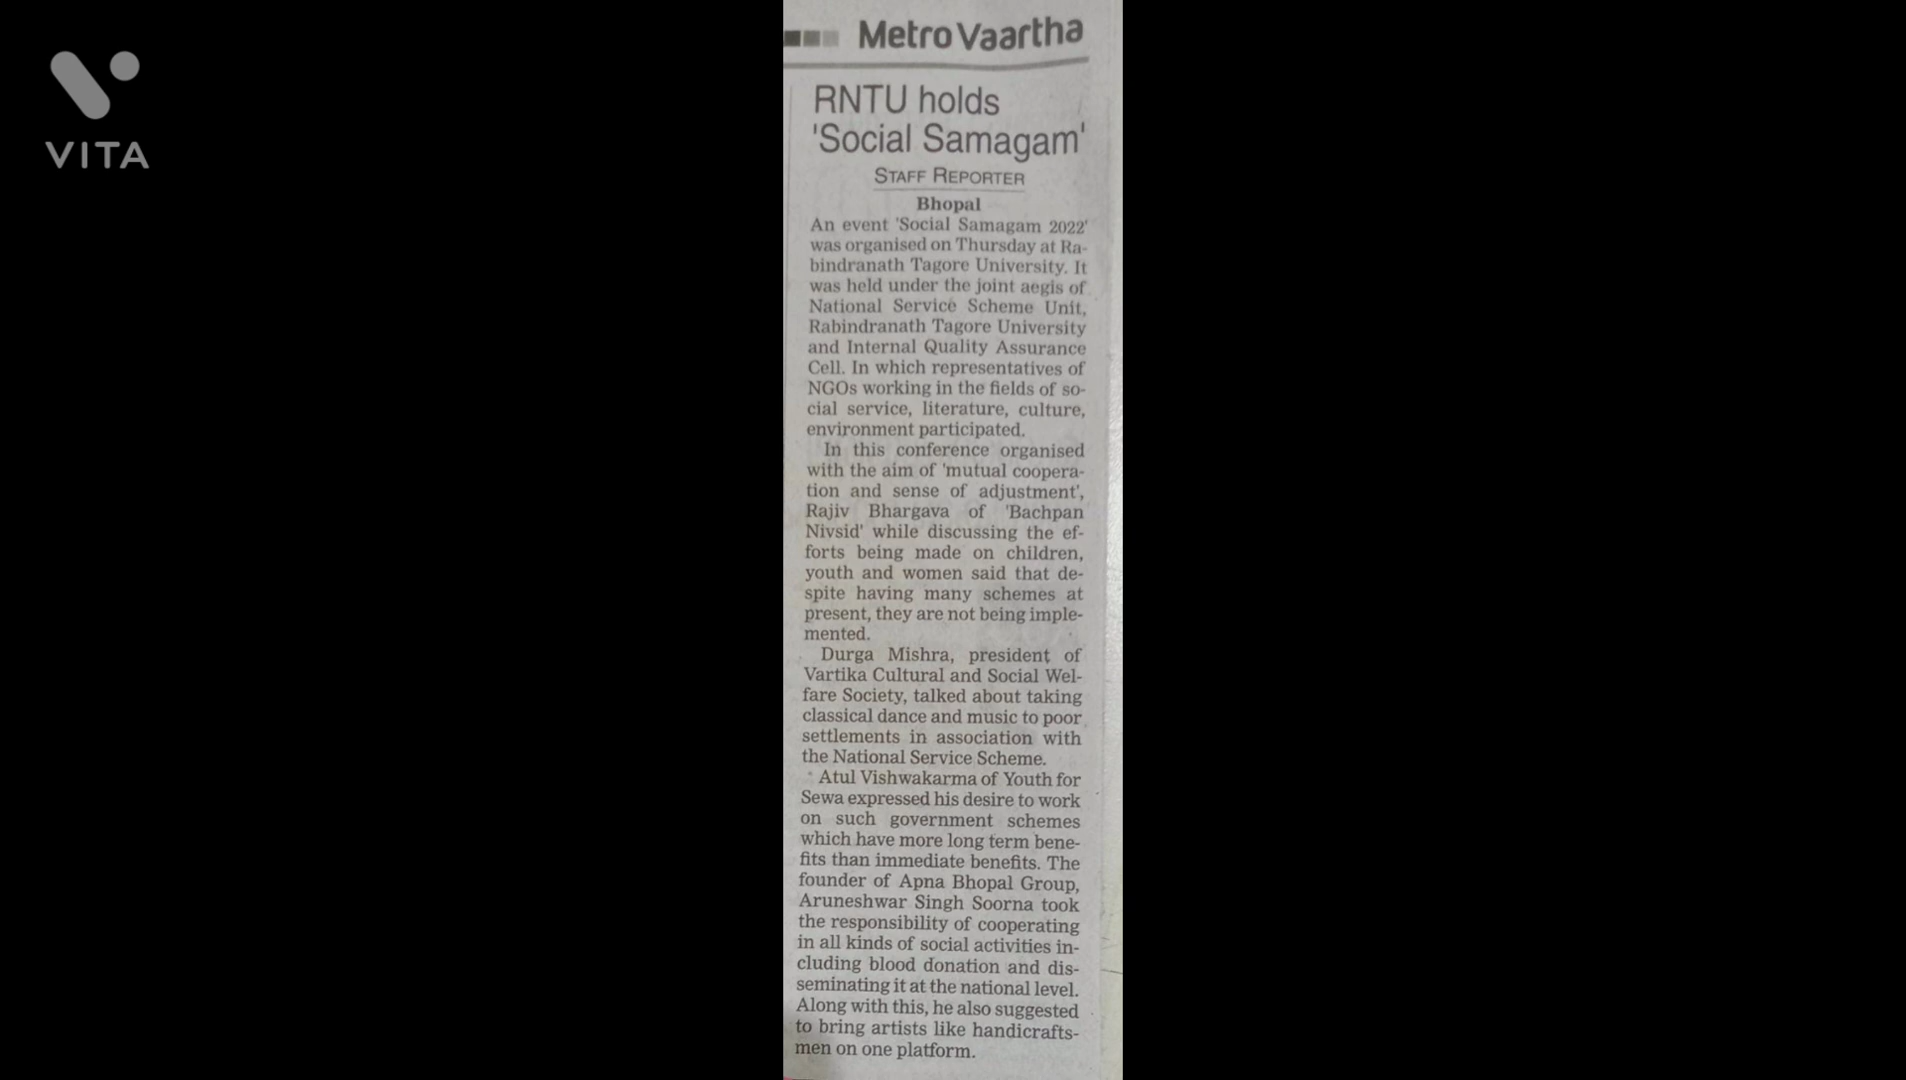 VITA
Metro Vaartha
RNTU holds
'Social Samagam'
STAFF REPORTER
Bhopal
An event 'Social Samagam 2022'
was organised on Thursday at Ra-
bindranath Tagore University. It
was held under the joint aegis of
National Service Scheme Unit,
Rabindranath Tagore University
and Internal Quality Assurance
Cell. In which representatives of
NGOs working in the fields of so-
cial service, literature, culture,
environment participated.
In this conference organised
with the aim of 'mutual coopera-
tion and sense of adjustment',
Rajiv Bhargava of 'Bachpan
Nivsid' while discussing the ef-
forts being made on children,
youth and women said that de-
spite having many schemes at
present, they are not being imple-
mented.
Durga Mishra, president of
Vartika Cultural and Social Wel-
fare Society, talked about taking
classical dance and music to poor
settlements in association with
the National Service Scheme.
Atul Vishwakarma of Youth for
Sewa expressed his desire to work
on such government schemes
which have more long term bene-
fits than immediate benefits. The
founder of Apna Bhopal Group,
Aruneshwar Singh Soorna took
the responsibility of cooperating
in all kinds of social activities in-
cluding blood donation and dis-
seminating it at the national level.
Along with this, he also suggested
to bring artists like handicrafts-
men on one platform.